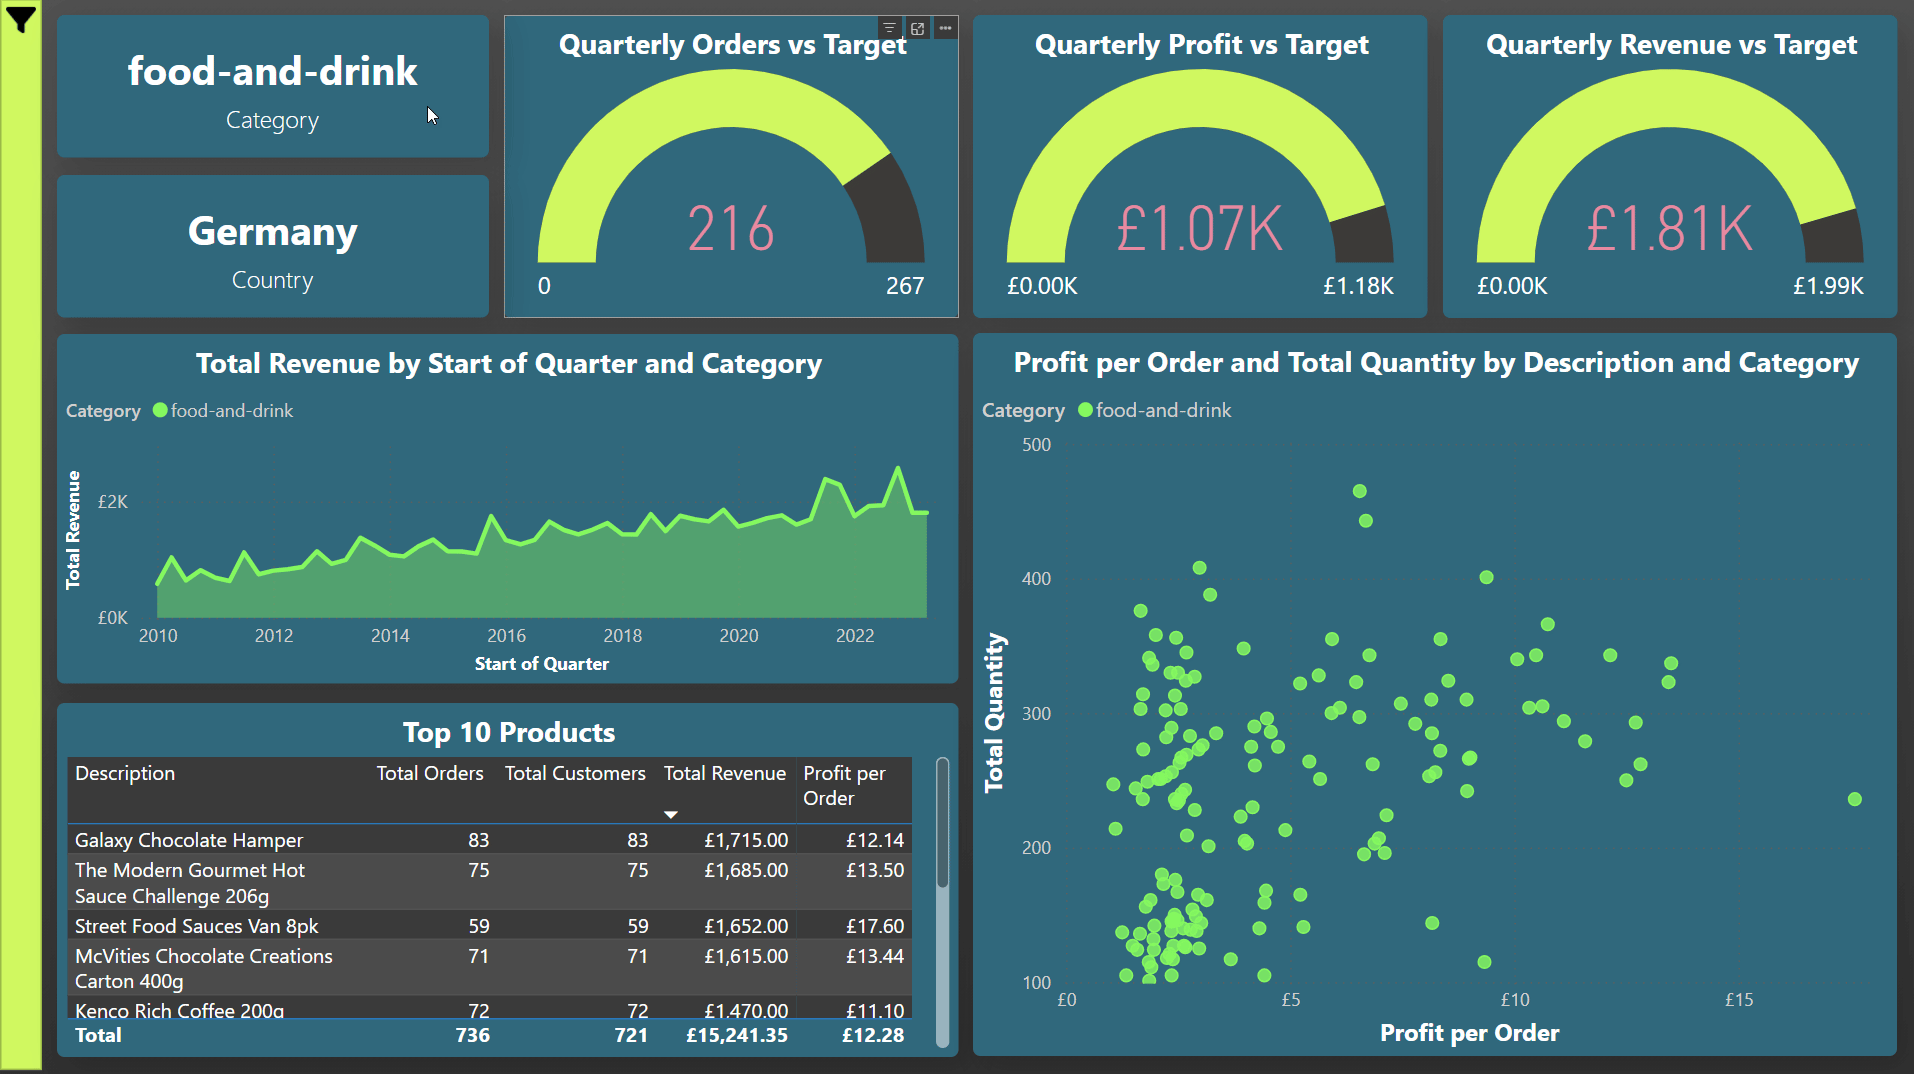 food-and-drink
Category
Germany
Country
Quarterly Orders vs Target
216
0
267
Quarterly Profit vs Target
£1.07K
£0.00K
£1.18K
Quarterly Revenue vs Target
£1.81K
£0.00K
£1.99K
Total Revenue by Start of Quarter and Category
Category food-and-drink
Total Revenue
£2K
£0K
2010 2012 2014 2016 2018 2020 2022
Start of Quarter
Top 10 Products
Description Total Orders Total Customers Total Revenue Profit per
Order
Galaxy Chocolate Hamper 83 83 £1,715.00 £12.14
The Modern Gourmet Hot 75 75 £1,685.00 £13.50
Sauce Challenge 206g
Street Food Sauces Van 8pk 59 59 £1,652.00 £17.60
McVities Chocolate Creations 71 71 £1,615.00 £13.44
Carton 400g
Kenco Rich Coffee 200g 72 72 £1,470.00 £11.10
Total 736 721 £15,241.35 £12.28
Profit per Order and Total Quantity by Description and Category
Category food-and-drink
Total Quantity
500
400
300
200
100
£0 £5 £10 £15
Profit per Order